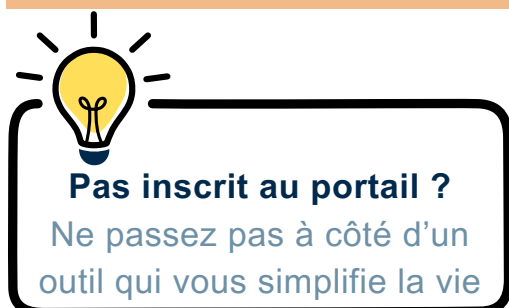 Pas inscrit au portail ?
Ne passez pas à côté d’un
outil qui vous simplifie la vie